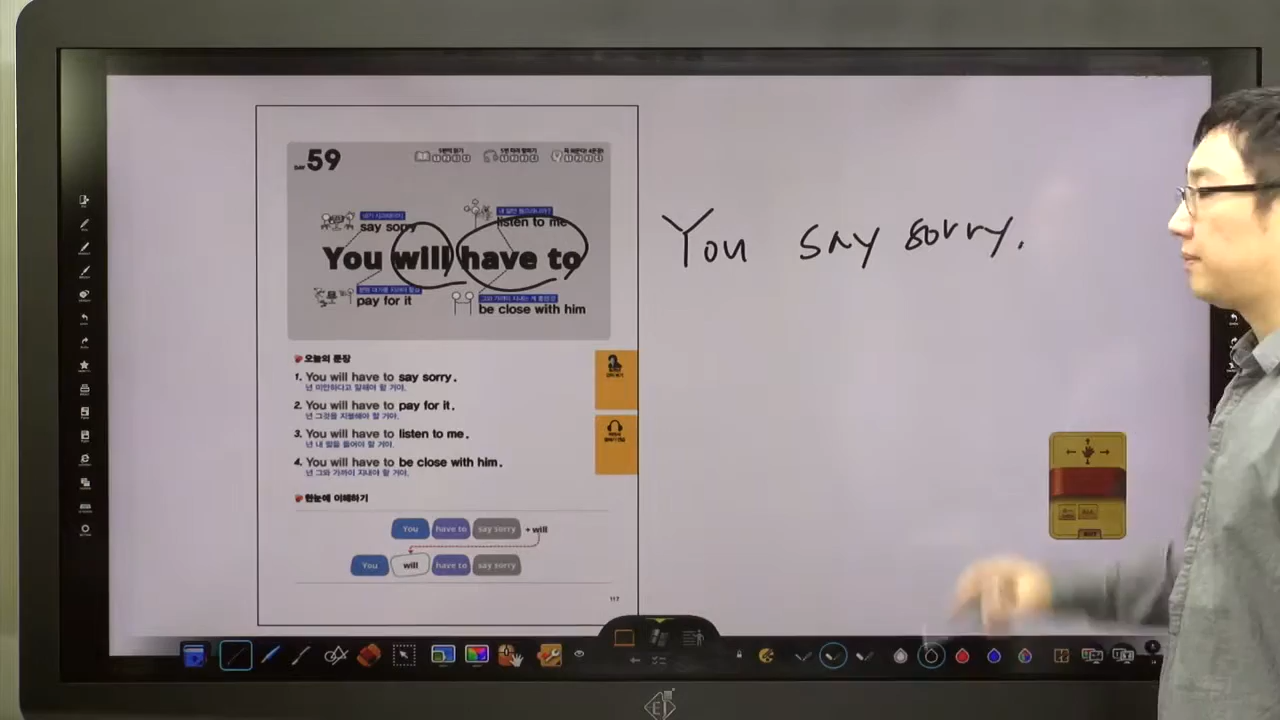 DAY 59
say sorry
listen to me
You will have to
pay for it
be close with him
You say sorry.
오늘의 문장
1. You will have to say sorry.
넌 미안하다고 말해야 할 거야.
2. You will have to pay for it.
넌 그것을 지불해야 할 거야.
3. You will have to listen to me.
넌 내 말을 들어야 할 거야.
4. You will have to be close with him.
넌 그와 가까이 지내야 할 거야.
한눈에 이해하기
You have to say sorry + will
You will have to say sorry
117